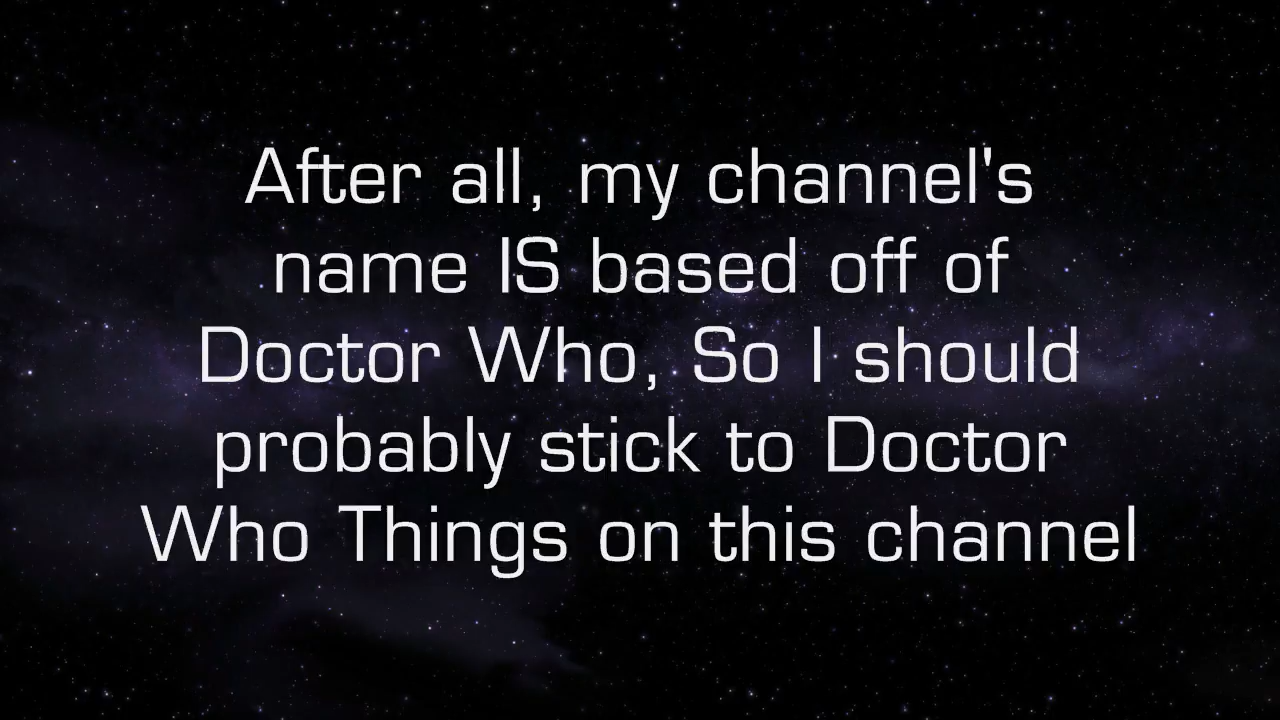 After all, my channel's
name IS based off of
Doctor Who, So I should
probably stick to Doctor
Who Things on this channel